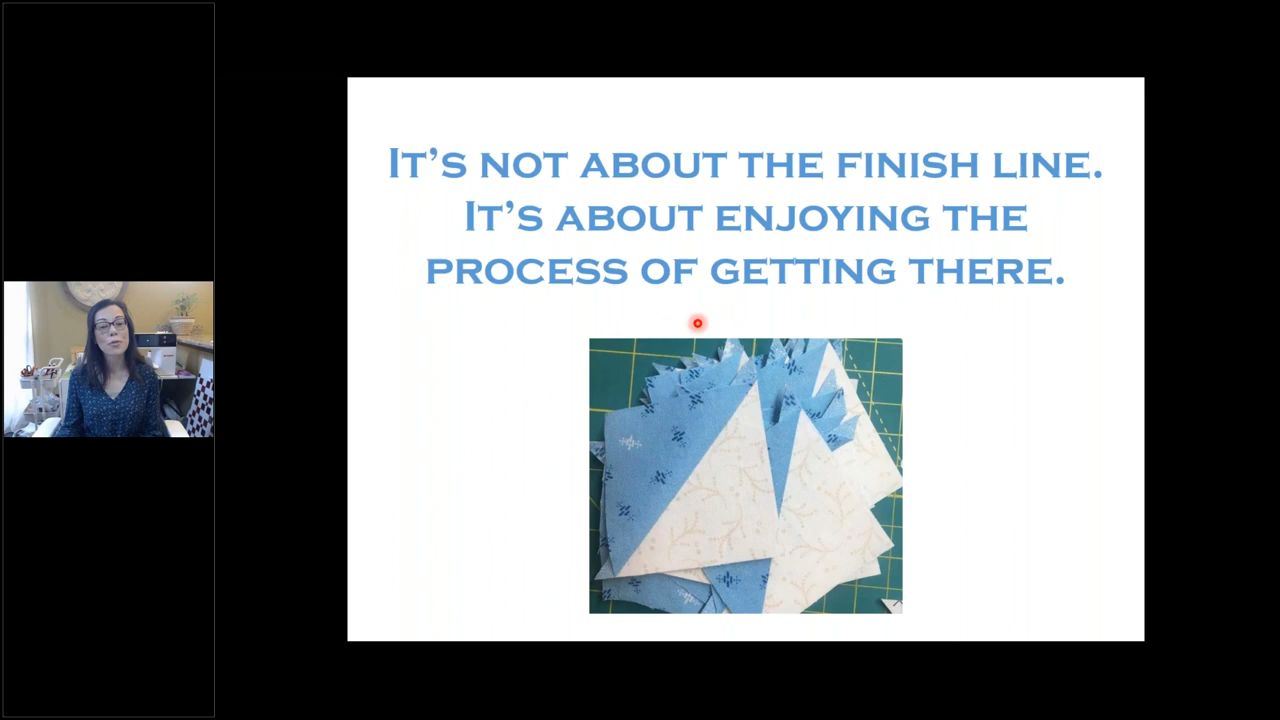 It's not about the finish line.
It's about enjoying the
process of getting there.